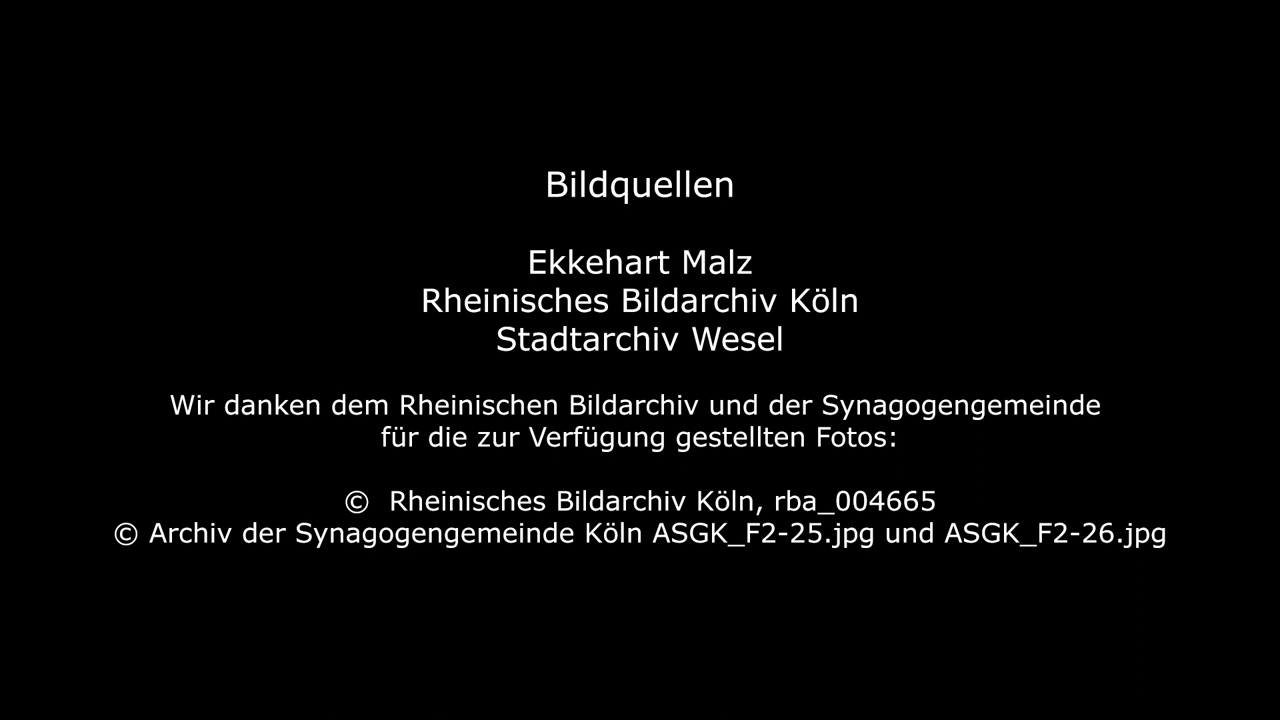 Bildquellen
Ekkehart Malz
Rheinisches Bildarchiv Köln
Stadtarchiv Wesel
Wir danken dem Rheinischen Bildarchiv und der Synagogengemeinde
für die zur Verfügung gestellten Fotos:
© Rheinisches Bildarchiv Köln, rba_004665
© Archiv der Synagogengemeinde Köln ASGK_F2-25.jpg und ASGK_F2-26.jpg